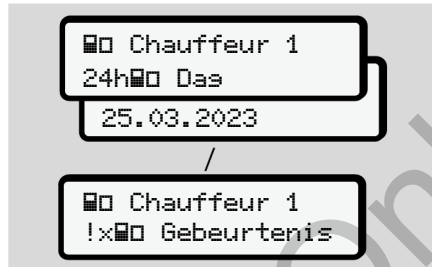 Chauffeur 1
24h Dag
25.03.2023
/
Chauffeur 1
!x Gebeurtenis